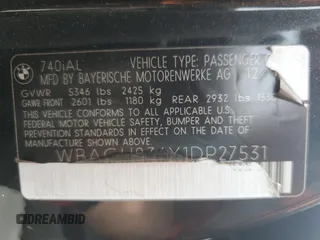 740iAL VEHICLE TYPE: PASSENGER
MFD BY BAYERISCHE MOTORENWERKE AG 12
GVWR 5346 lbs 2425 kg
GAWR FRONT 2601 lbs 1180 kg REAR 2932 lbs
THIS VEHICLE CONFORMS TO ALL APPLICABLE FEDERAL
MOTOR VEHICLE SAFETY, BUMPER, AND THEFT
PREVENTION STANDARDS IN EFFECT ON THE DATE OF
MANUFACTURE SHOWN ABOVE.
DREAMBID